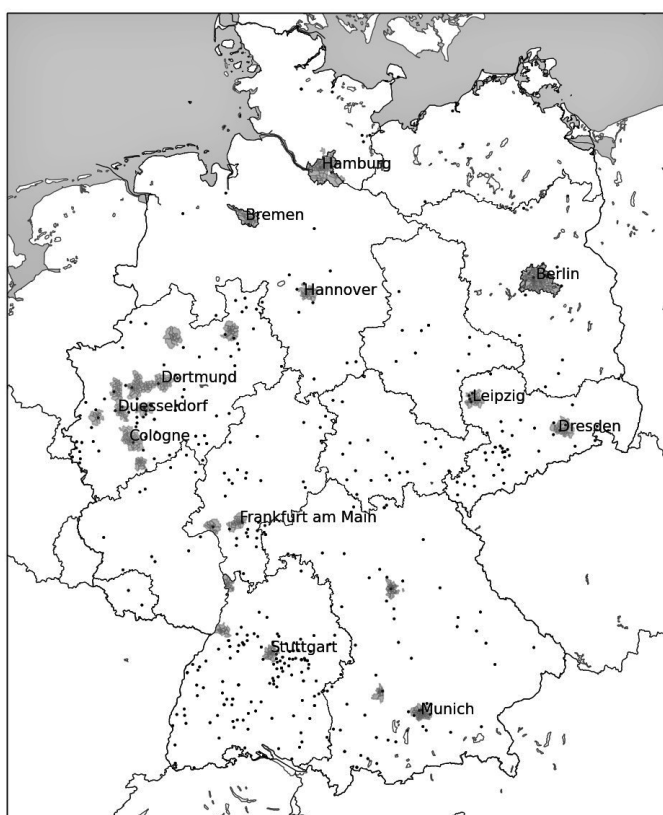 Hamburg
Bremen
Berlin
Hannover
Dortmund
Leipzig
Duesseldorf
Dresden
Cologne
Frankfurt am Main
Stuttgart
Munich